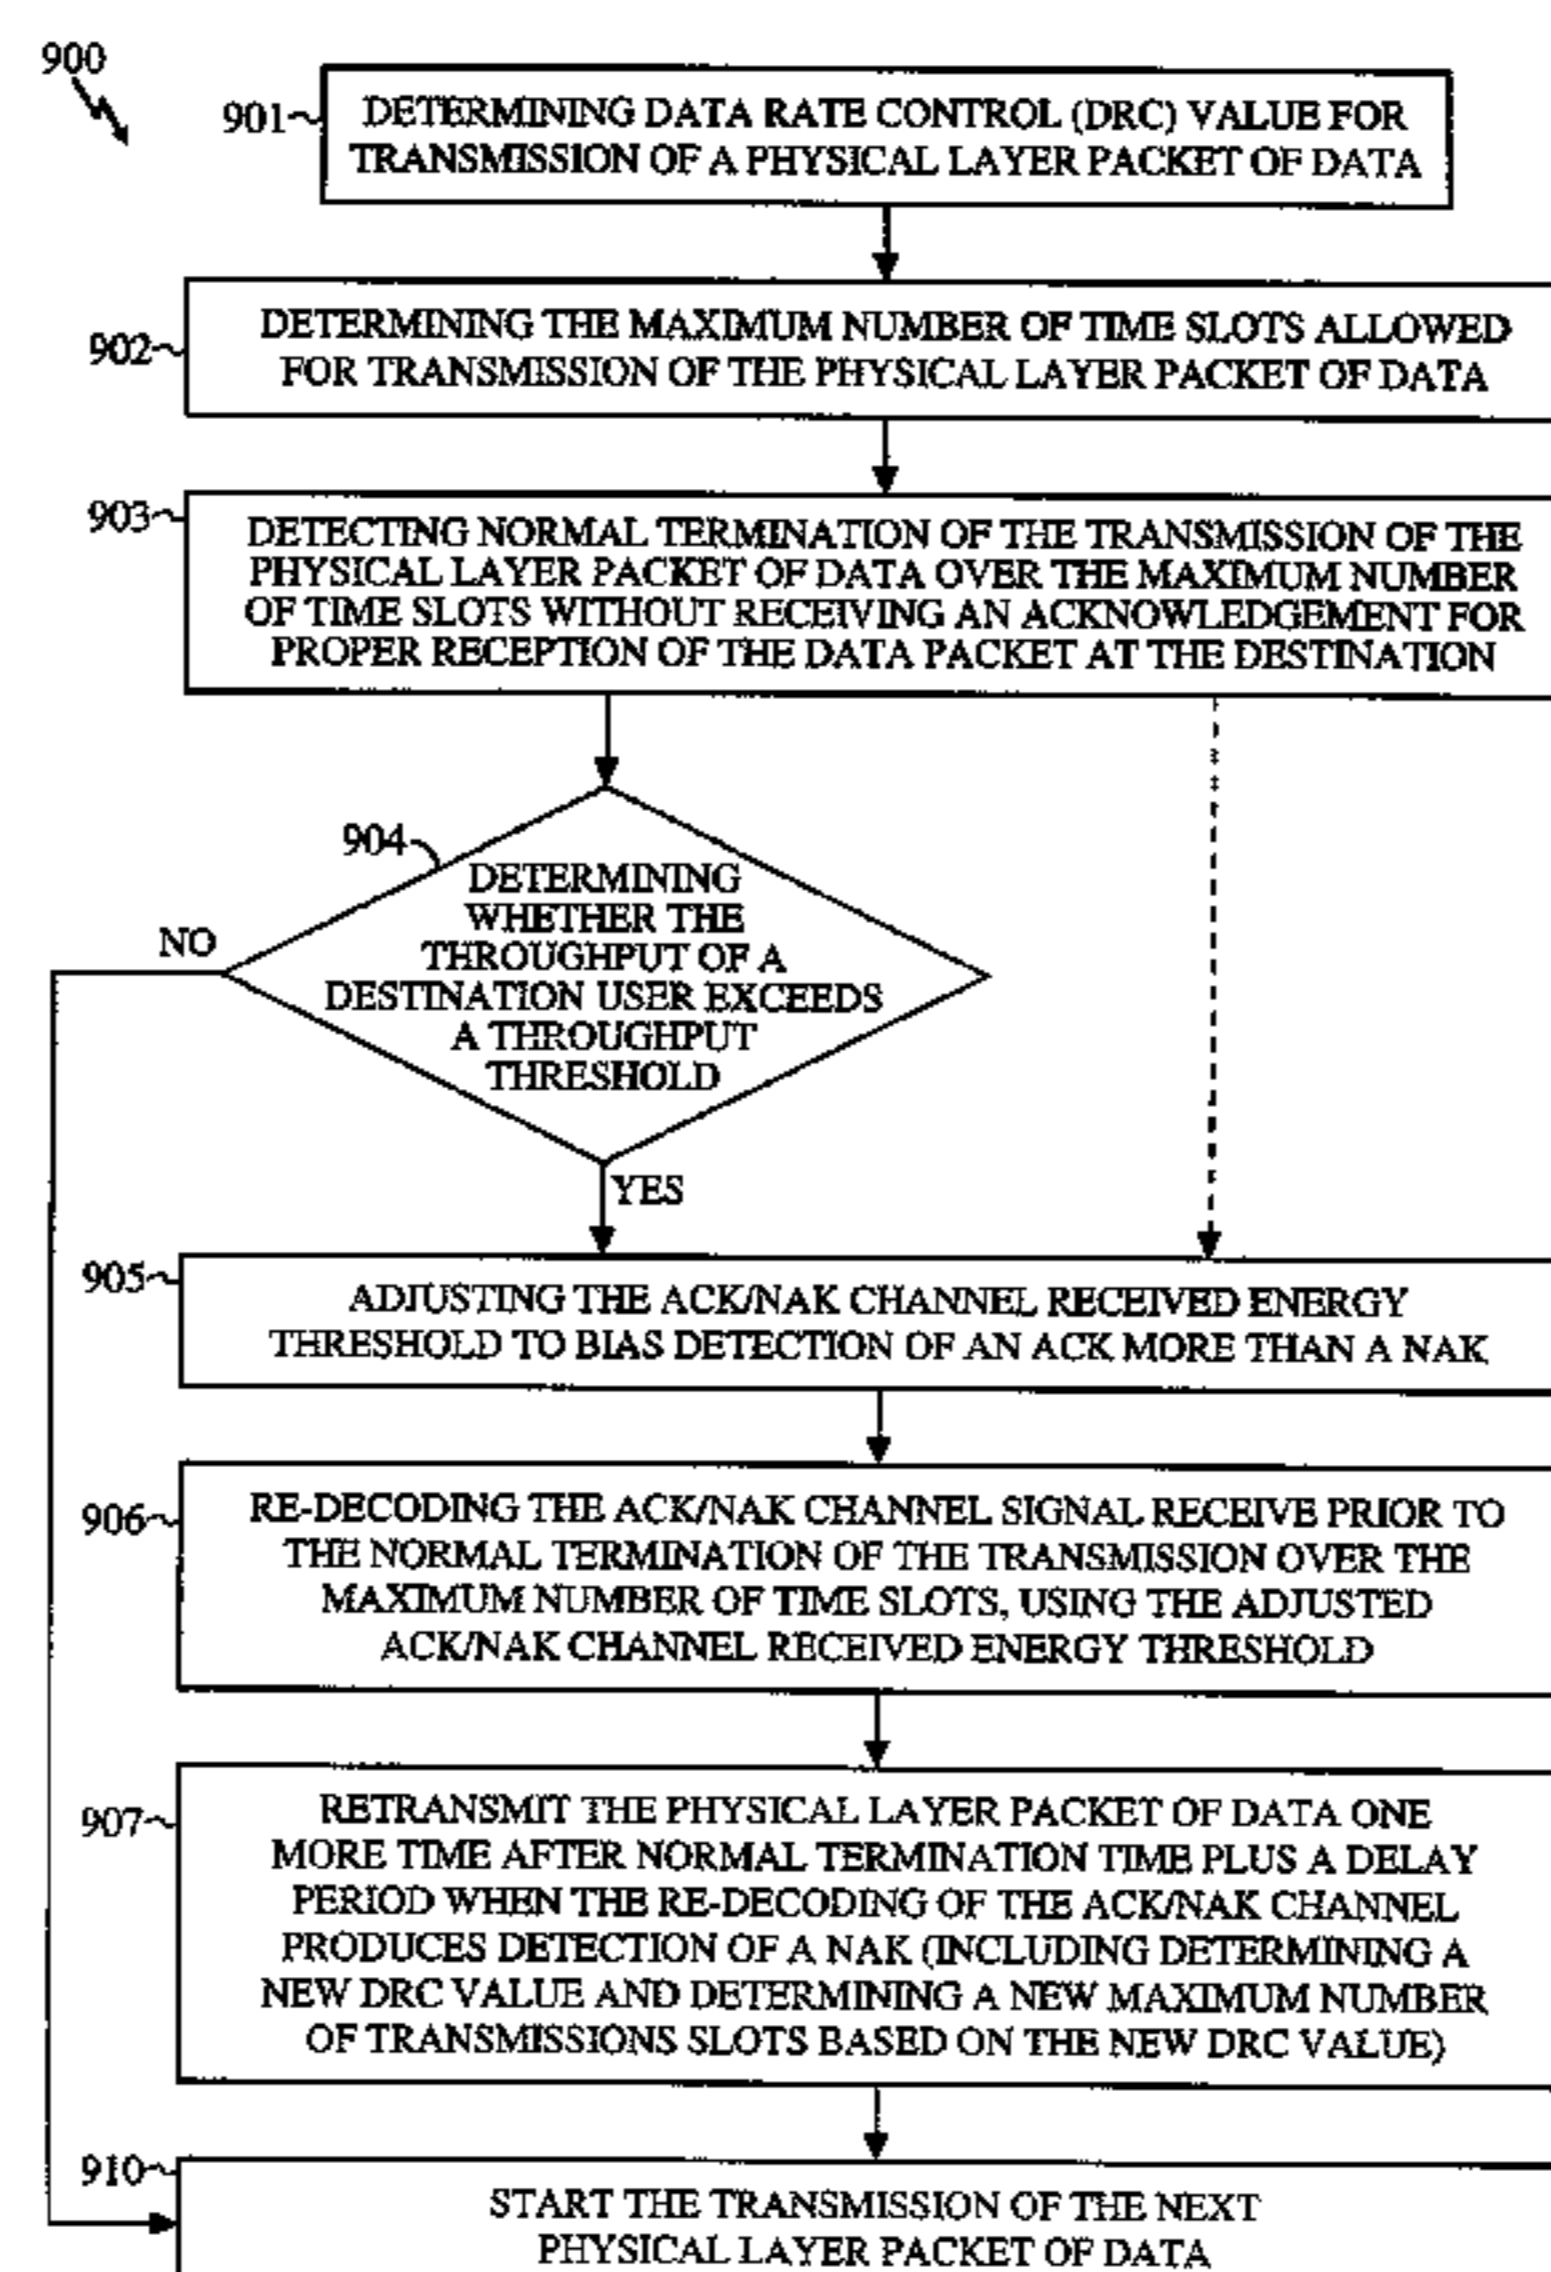 900
901
DETERMINING DATA RATE CONTROL (DRC) VALUE FOR
TRANSMISSION OF A PHYSICAL LAYER PACKET OF DATA
902
DETERMINING THE MAXIMUM NUMBER OF TIME SLOTS ALLOWED
FOR TRANSMISSION OF THE PHYSICAL LAYER PACKET OF DATA
903
DETECTING NORMAL TERMINATION OF THE TRANSMISSION OF THE
PHYSICAL LAYER PACKET OF DATA OVER THE MAXIMUM NUMBER
OF TIME SLOTS WITHOUT RECEIVING AN ACKNOWLEDGEMENT FOR
PROPER RECEPTION OF THE DATA PACKET AT THE DESTINATION
904
DETERMINING
WHETHER THE
THROUGHPUT OF A
DESTINATION USER EXCEEDS
A THROUGHPUT
THRESHOLD
NO
YES
905
ADJUSTING THE ACK/NAK CHANNEL RECEIVED ENERGY
THRESHOLD TO BIAS DETECTION OF AN ACK MORE THAN A NAK
906
RE-DECODING THE ACK/NAK CHANNEL SIGNAL RECEIVE PRIOR TO
THE NORMAL TERMINATION OF THE TRANSMISSION OVER THE
MAXIMUM NUMBER OF TIME SLOTS, USING THE ADJUSTED
ACK/NAK CHANNEL RECEIVED ENERGY THRESHOLD
907
RETRANSMIT THE PHYSICAL LAYER PACKET OF DATA ONE
MORE TIME AFTER NORMAL TERMINATION TIME PLUS A DELAY
PERIOD WHEN THE RE-DECODING OF THE ACK/NAK CHANNEL
PRODUCES DETECTION OF A NAK (INCLUDING DETERMINING A
NEW DRC VALUE AND DETERMINING A NEW MAXIMUM NUMBER
OF TRANSMISSIONS SLOTS BASED ON THE NEW DRC VALUE)
910
START THE TRANSMISSION OF THE NEXT
PHYSICAL LAYER PACKET OF DATA